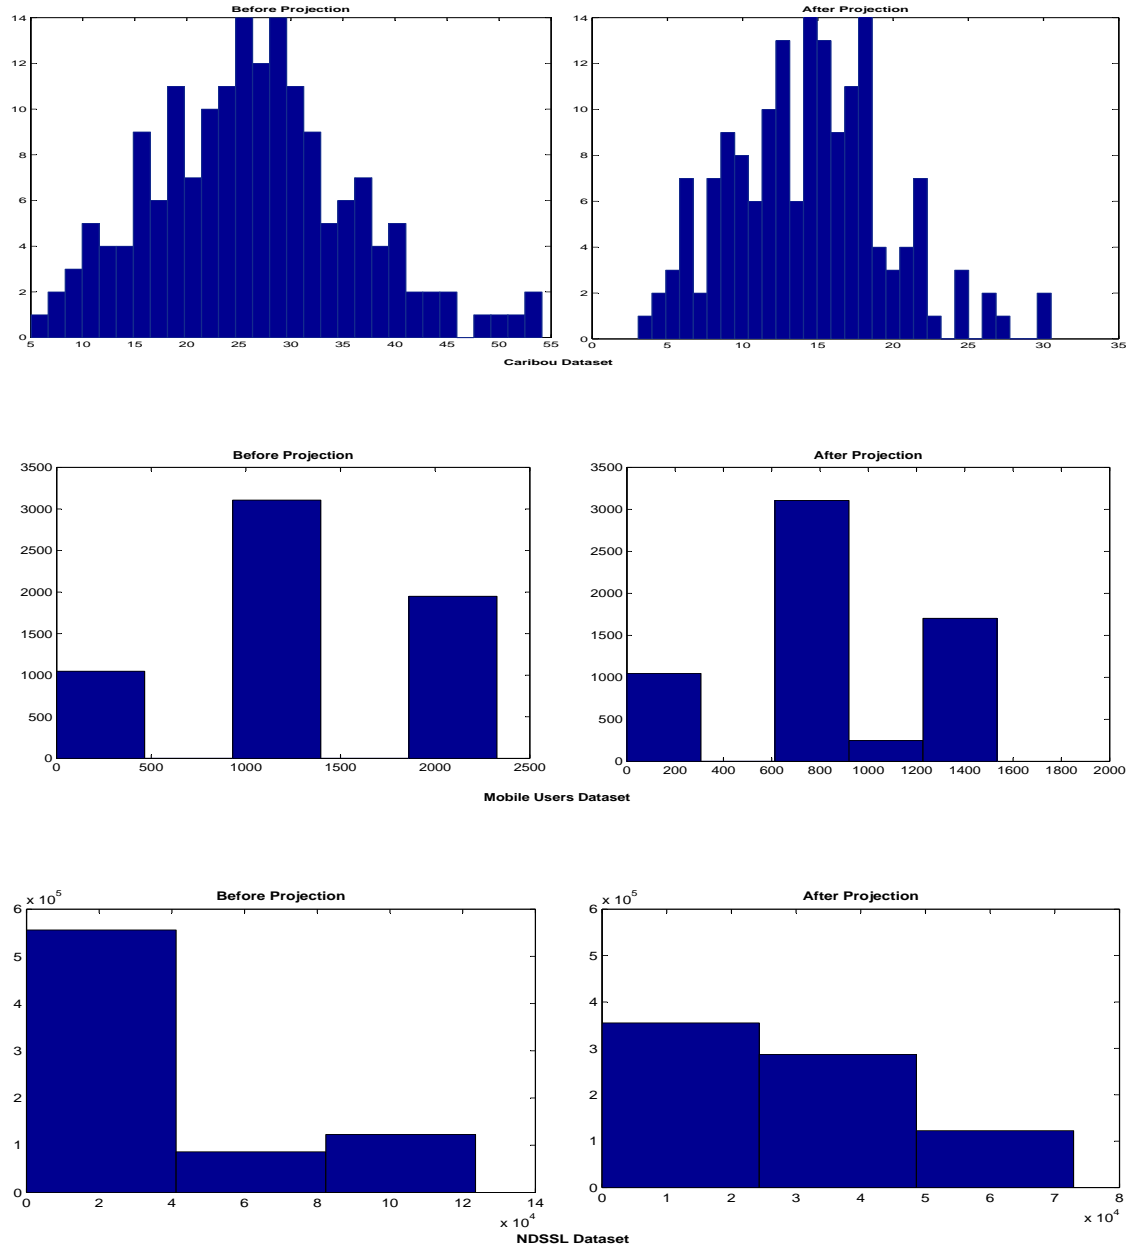 Before Projection
After Projection
14
12
10
8
6
4
2
0
5 10 15 20 25 30 35 40 45 50 55
14
12
10
8
6
4
2
0
0 5 10 15 20 25 30 35
Caribou Dataset
Before Projection
After Projection
3500
3000
2500
2000
1500
1000
500
0
0 500 1000 1500 2000 2500
3500
3000
2500
2000
1500
1000
500
0
0 200 400 600 800 1000 1200 1400 1600 1800 2000
Mobile Users Dataset
Before Projection
After Projection
x 10^5
6
5
4
3
2
1
0
0 2 4 6 8 10 12 14
x 10^4
x 10^5
6
5
4
3
2
1
0
0 1 2 3 4 5 6 7 8
x 10^4
NDSSL Dataset